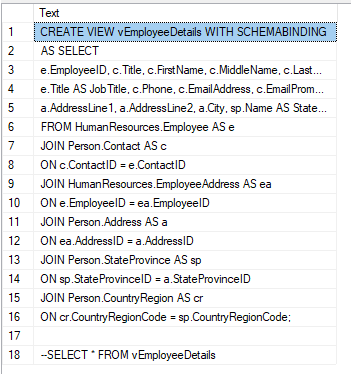 Text
1 CREATE VIEW vEmployeeDetails WITH SCHEMABINDING
2 AS SELECT
3 e.EmployeeID, c.Title, c.FirstName, c.MiddleName, c.Last...
4 e.Title AS JobTitle, c.Phone, c.EmailAddress, c.EmailProm...
5 a.AddressLine1, a.AddressLine2, a.City, sp.Name AS State...
6 FROM HumanResources.Employee AS e
7 JOIN Person.Contact AS c
8 ON c.ContactID = e.ContactID
9 JOIN HumanResources.EmployeeAddress AS ea
10 ON e.EmployeeID = ea.EmployeeID
11 JOIN Person.Address AS a
12 ON ea.AddressID = a.AddressID
13 JOIN Person.StateProvince AS sp
14 ON sp.StateProvinceID = a.StateProvinceID
15 JOIN Person.CountryRegion AS cr
16 ON cr.CountryRegionCode = sp.CountryRegionCode;
17
18 --SELECT * FROM vEmployeeDetails